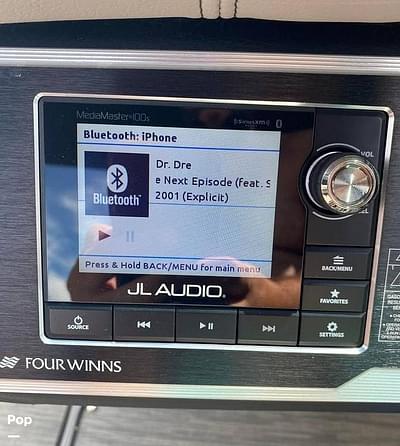 MediaMaster®100s
((siriusxm))
Bluetooth: iPhone
Dr. Dre
e Next Episode (feat. S
2001 (Explicit)
Bluetooth
Press & Hold BACK/MENU for main menu
JL AUDIO®
VOL
SEL
BACK/MENU
FAVORITES
SETTINGS
SOURCE
FOUR WINNS
Pop